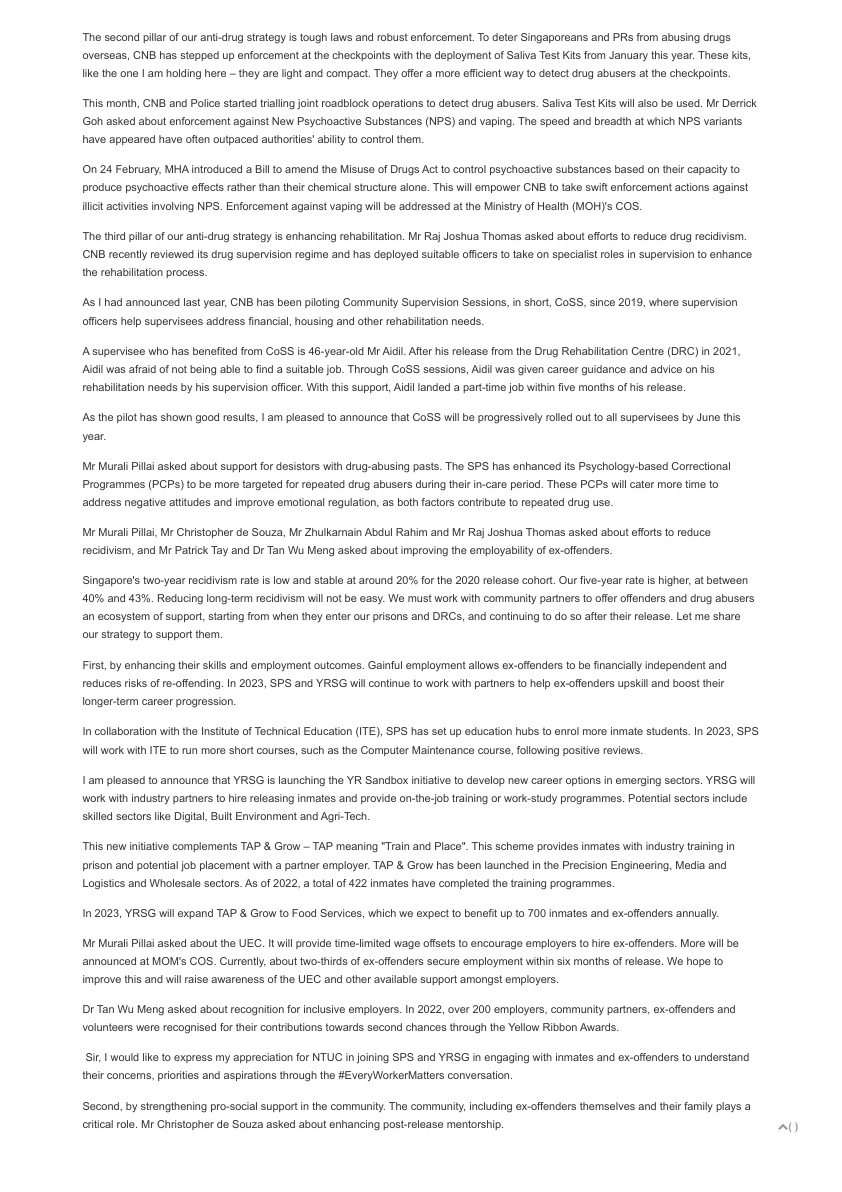 The second pillar of our anti-drug strategy is tough laws and robust enforcement. To deter Singaporeans and PRs from abusing drugs
overseas, CNB has stepped up enforcement at the checkpoints with the deployment of Saliva Test Kits from January this year. These kits,
like the one I am holding here – they are light and compact. They offer a more efficient way to detect drug abusers at the checkpoints.
This month, CNB and Police started trialling joint roadblock operations to detect drug abusers. Saliva Test Kits will also be used. Mr Derrick
Goh asked about enforcement against New Psychoactive Substances (NPS) and vaping. The speed and breadth at which NPS variants
have appeared have often outpaced authorities' ability to control them.
On 24 February, MHA introduced a Bill to amend the Misuse of Drugs Act to control psychoactive substances based on their capacity to
produce psychoactive effects rather than their chemical structure alone. This will empower CNB to take swift enforcement actions against
illicit activities involving NPS. Enforcement against vaping will be addressed at the Ministry of Health (MOH)'s COS.
The third pillar of our anti-drug strategy is enhancing rehabilitation. Mr Raj Joshua Thomas asked about efforts to reduce drug recidivism.
CNB recently reviewed its drug supervision regime and has deployed suitable officers to take on specialist roles in supervision to enhance
the rehabilitation process.
As I had announced last year, CNB has been piloting Community Supervision Sessions, in short, CoSS, since 2019, where supervision
officers help supervisees address financial, housing and other rehabilitation needs.
A supervisee who has benefited from CoSS is 46-year-old Mr Aidil. After his release from the Drug Rehabilitation Centre (DRC) in 2021,
Aidil was afraid of not being able to find a suitable job. Through CoSS sessions, Aidil was given career guidance and advice on his
rehabilitation needs by his supervision officer. With this support, Aidil landed a part-time job within five months of his release.
As the pilot has shown good results, I am pleased to announce that CoSS will be progressively rolled out to all supervisees by June this
year.
Mr Murali Pillai asked about support for desistors with drug-abusing pasts. The SPS has enhanced its Psychology-based Correctional
Programmes (PCPs) to be more targeted for repeated drug abusers during their in-care period. These PCPs will cater more time to
address negative attitudes and improve emotional regulation, as both factors contribute to repeated drug use.
Mr Murali Pillai, Mr Christopher de Souza, Mr Zhulkarnain Abdul Rahim and Mr Raj Joshua Thomas asked about efforts to reduce
recidivism, and Mr Patrick Tay and Dr Tan Wu Meng asked about improving the employability of ex-offenders.
Singapore's two-year recidivism rate is low and stable at around 20% for the 2020 release cohort. Our five-year rate is higher, at between
40% and 43%. Reducing long-term recidivism will not be easy. We must work with community partners to offer offenders and drug abusers
an ecosystem of support, starting from when they enter our prisons and DRCs, and continuing to do so after their release. Let me share
our strategy to support them.
First, by enhancing their skills and employment outcomes. Gainful employment allows ex-offenders to be financially independent and
reduces risks of re-offending. In 2023, SPS and YRSG will continue to work with partners to help ex-offenders upskill and boost their
longer-term career progression.
In collaboration with the Institute of Technical Education (ITE), SPS has set up education hubs to enrol more inmate students. In 2023, SPS
will work with ITE to run more short courses, such as the Computer Maintenance course, following positive reviews.
I am pleased to announce that YRSG is launching the YR Sandbox initiative to develop new career options in emerging sectors. YRSG will
work with industry partners to hire releasing inmates and provide on-the-job training or work-study programmes. Potential sectors include
skilled sectors like Digital, Built Environment and Agri-Tech.
This new initiative complements TAP & Grow – TAP meaning "Train and Place". This scheme provides inmates with industry training in
prison and potential job placement with a partner employer. TAP & Grow has been launched in the Precision Engineering, Media and
Logistics and Wholesale sectors. As of 2022, a total of 422 inmates have completed the training programmes.
In 2023, YRSG will expand TAP & Grow to Food Services, which we expect to benefit up to 700 inmates and ex-offenders annually.
Mr Murali Pillai asked about the UEC. It will provide time-limited wage offsets to encourage employers to hire ex-offenders. More will be
announced at MOM's COS. Currently, about two-thirds of ex-offenders secure employment within six months of release. We hope to
improve this and will raise awareness of the UEC and other available support amongst employers.
Dr Tan Wu Meng asked about recognition for inclusive employers. In 2022, over 200 employers, community partners, ex-offenders and
volunteers were recognised for their contributions towards second chances through the Yellow Ribbon Awards.
Sir, I would like to express my appreciation for NTUC in joining SPS and YRSG in engaging with inmates and ex-offenders to understand
their concerns, priorities and aspirations through the #EveryWorkerMatters conversation.
Second, by strengthening pro-social support in the community. The community, including ex-offenders themselves and their family plays a
critical role. Mr Christopher de Souza asked about enhancing post-release mentorship.
( )